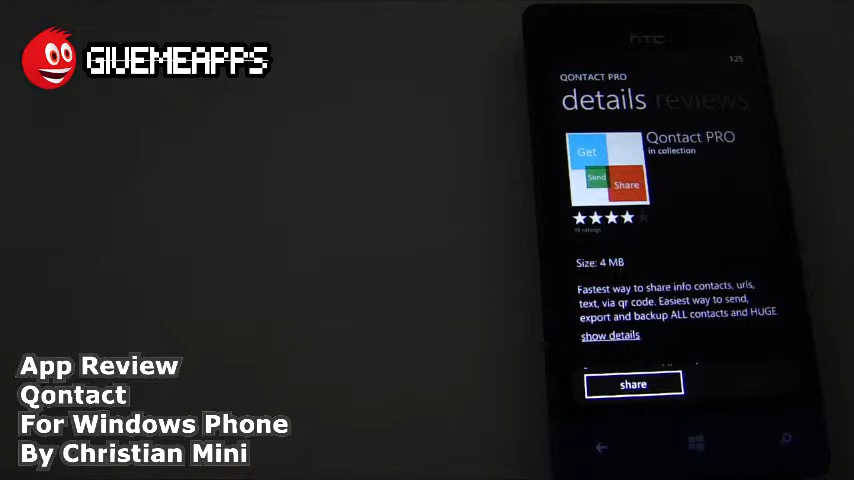 GIVEMEAPPS
hTC
1:25
QONTACT PRO
details reviews
Qontact PRO
in collection
Get
Send
Share
Size: 4 MB
Fastest way to share info contacts, urls,
text, via qr code. Easiest way to send,
export and backup ALL contacts and HUGE
show details
share
App Review
Qontact
For Windows Phone
By Christian Mini